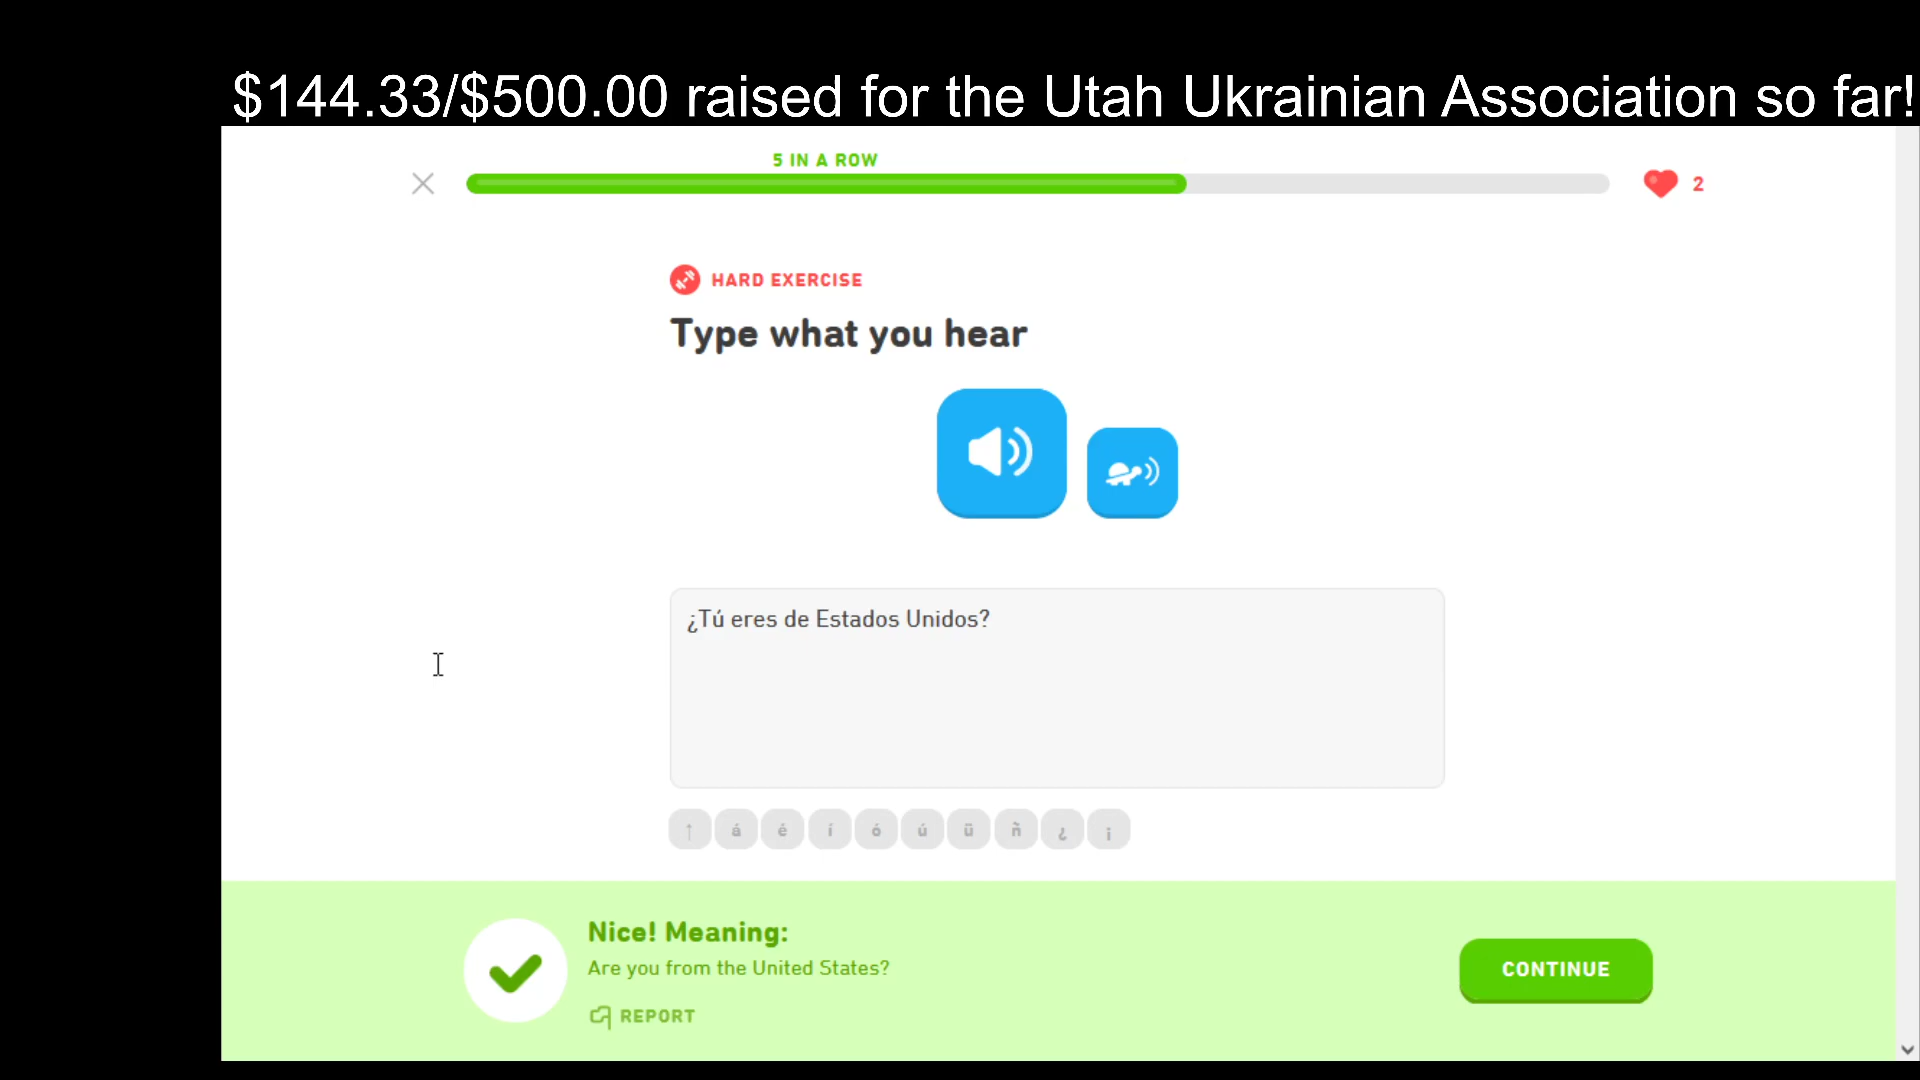 $144.33/$500.00 raised for the Utah Ukrainian Association so far!
5 IN A ROW
2
HARD EXERCISE
Type what you hear
¿Tú eres de Estados Unidos?
↑ á é í ó ú ü ñ ¿ ¡
Nice! Meaning:
Are you from the United States?
REPORT
CONTINUE